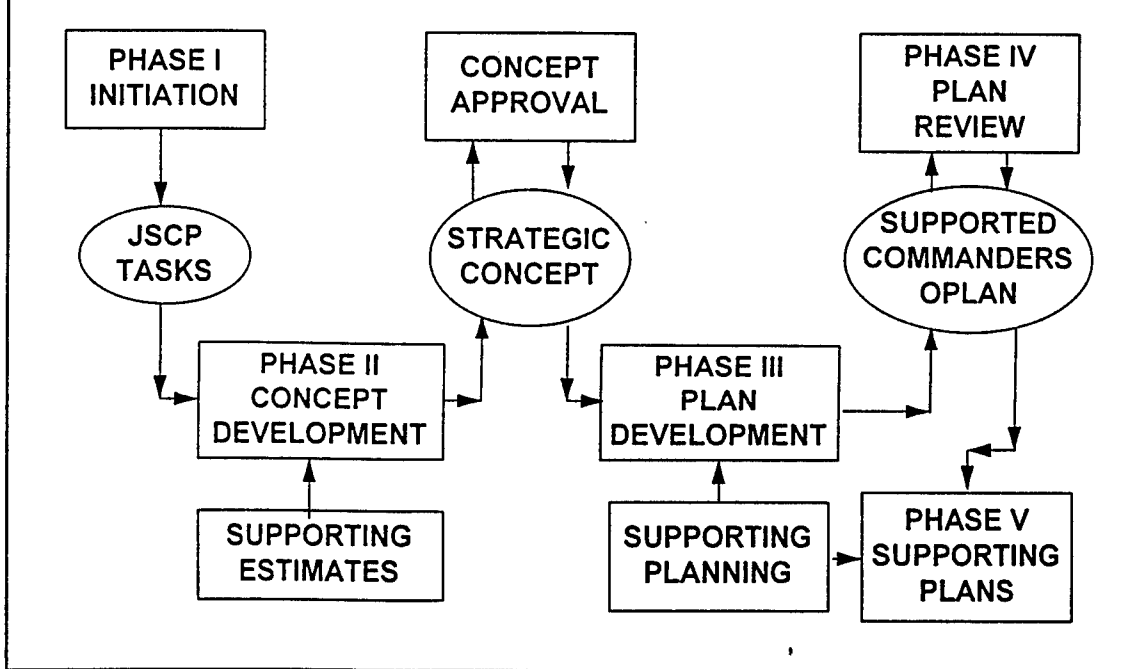 PHASE I
INITIATION
CONCEPT
APPROVAL
PHASE IV
PLAN
REVIEW
JSCP
TASKS
STRATEGIC
CONCEPT
SUPPORTED
COMMANDERS
OPLAN
PHASE II
CONCEPT
DEVELOPMENT
PHASE III
PLAN
DEVELOPMENT
SUPPORTING
ESTIMATES
SUPPORTING
PLANNING
PHASE V
SUPPORTING
PLANS